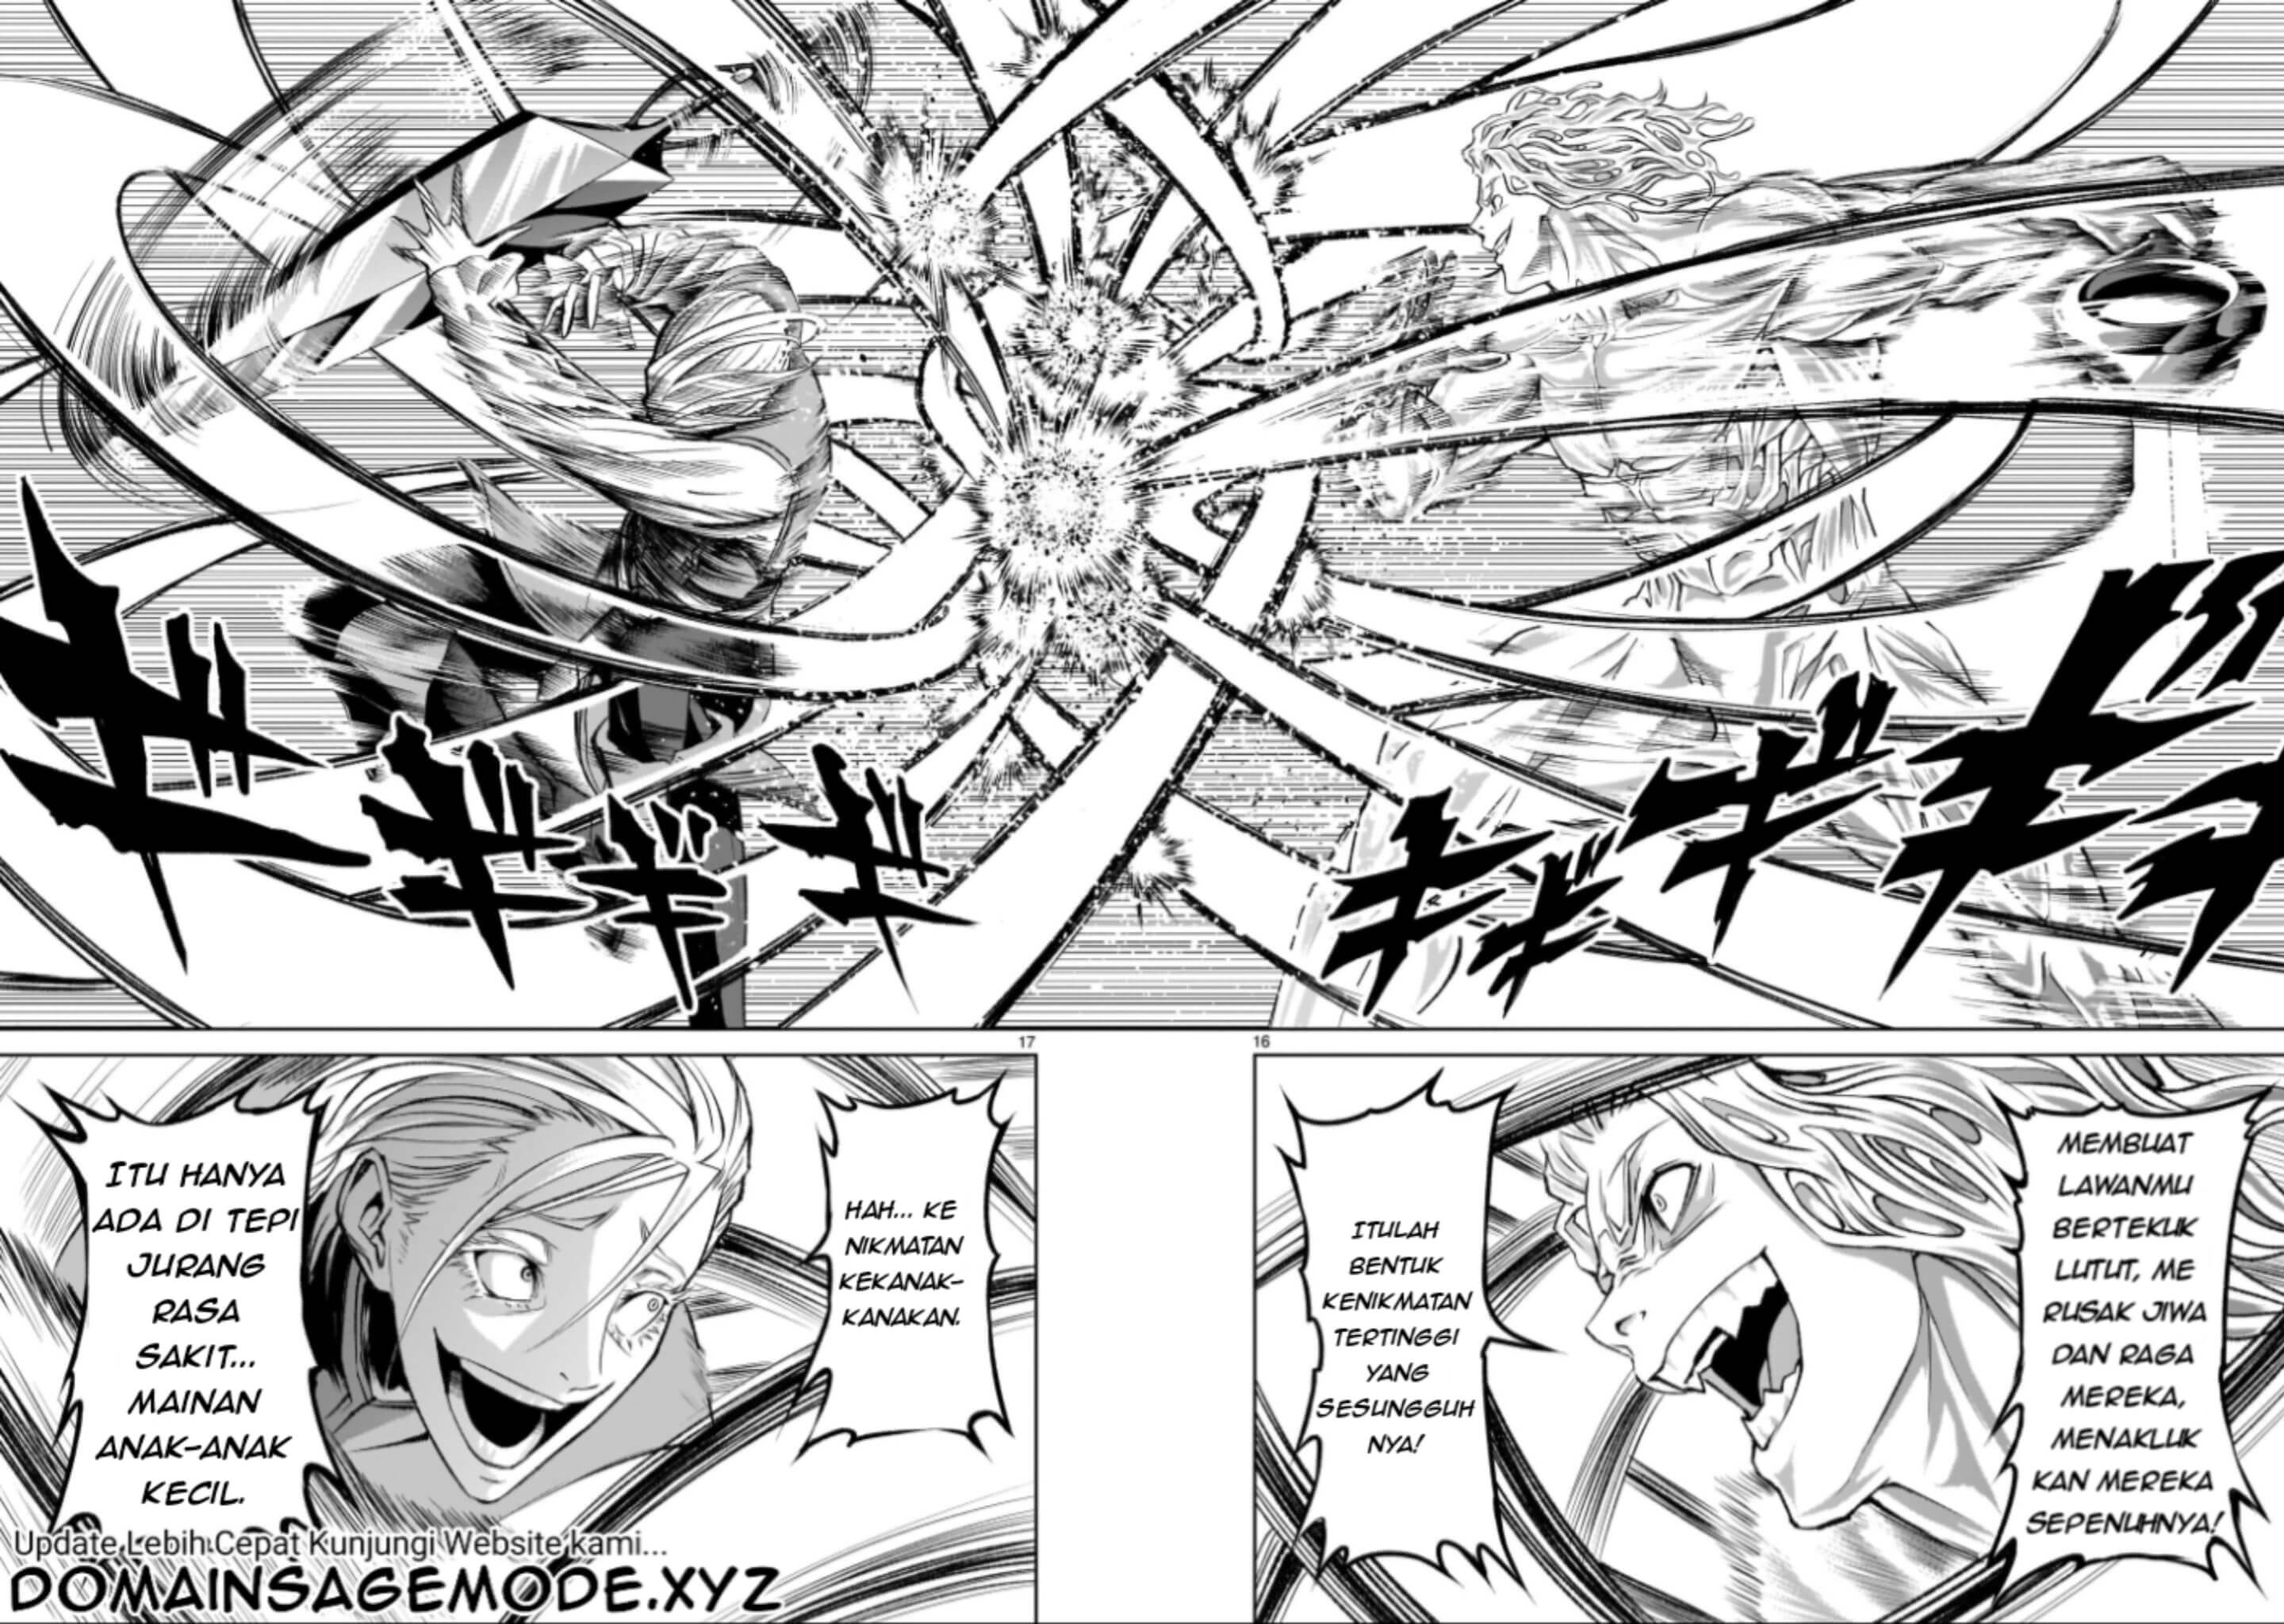 ギギギギ
ギギギギ
17
16
MEMBUAT
LAWANMU
BERTEKUK
LUTUT, ME
RUSAK JIWA
DAN RAGA
MEREKA,
MENAKLUK
KAN MEREKA
SEPENUHNYA!
ITULAH
BENTUK
KENIKMATAN
TERTINGGI
YANG
SESUNGGUH
NYA!
HAH... KE
NIKMATAN
KEKANAK-
KANAKAN.
ITU HANYA
ADA DI TEPI
JURANG
RASA
SAKIT...
MAINAN
ANAK-ANAK
KECIL.
Update Lebih Cepat Kunjungi Website kami...
DOMAINSAGEMODE.XYZ